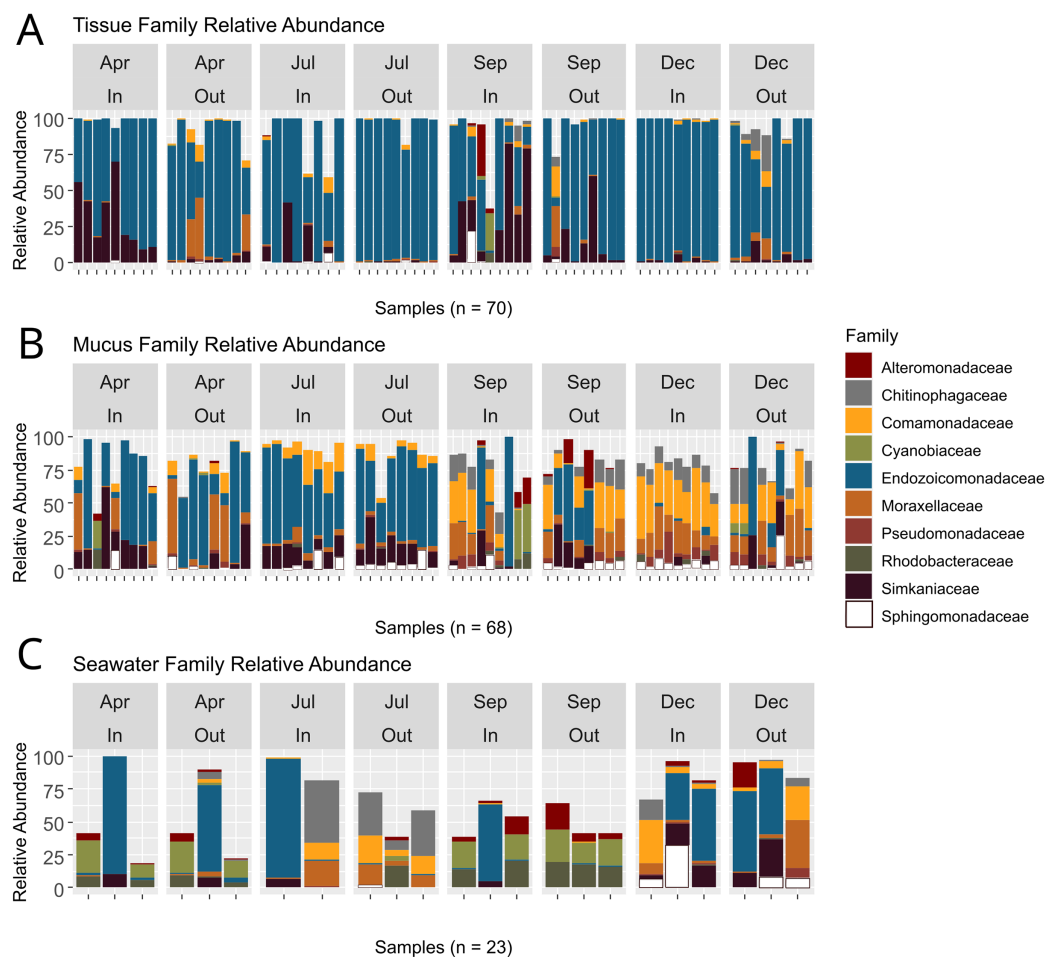 A
Tissue Family Relative Abundance
Apr Apr Jul Jul Sep Sep Dec Dec
In Out In Out In Out In Out
Relative Abundance
100
75
50
25
0
Samples (n = 70)
B
Mucus Family Relative Abundance
Apr Apr Jul Jul Sep Sep Dec Dec
In Out In Out In Out In Out
Relative Abundance
100
75
50
25
0
Samples (n = 68)
Family
Alteromonadaceae
Chitinophagaceae
Comamonadaceae
Cyanobiaceae
Endozoicomonadaceae
Moraxellaceae
Pseudomonadaceae
Rhodobacteraceae
Simkaniaceae
Sphingomonadaceae
C
Seawater Family Relative Abundance
Apr Apr Jul Jul Sep Sep Dec Dec
In Out In Out In Out In Out
Relative Abundance
100
75
50
25
0
Samples (n = 23)